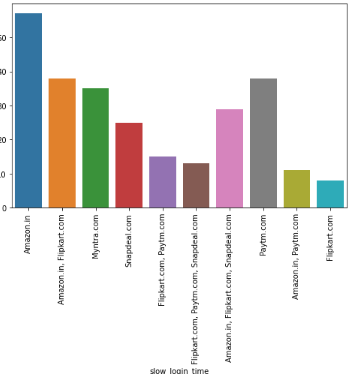 50
40
30
20
10
0
Amazon.in
Amazon.in, Flipkart.com
Myntra.com
Snapdeal.com
Flipkart.com, Paytm.com
Flipkart.com, Paytm.com, Snapdeal.com
Amazon.in, Flipkart.com, Snapdeal.com
Paytm.com
Amazon.in, Paytm.com
Flipkart.com
slow_login_time